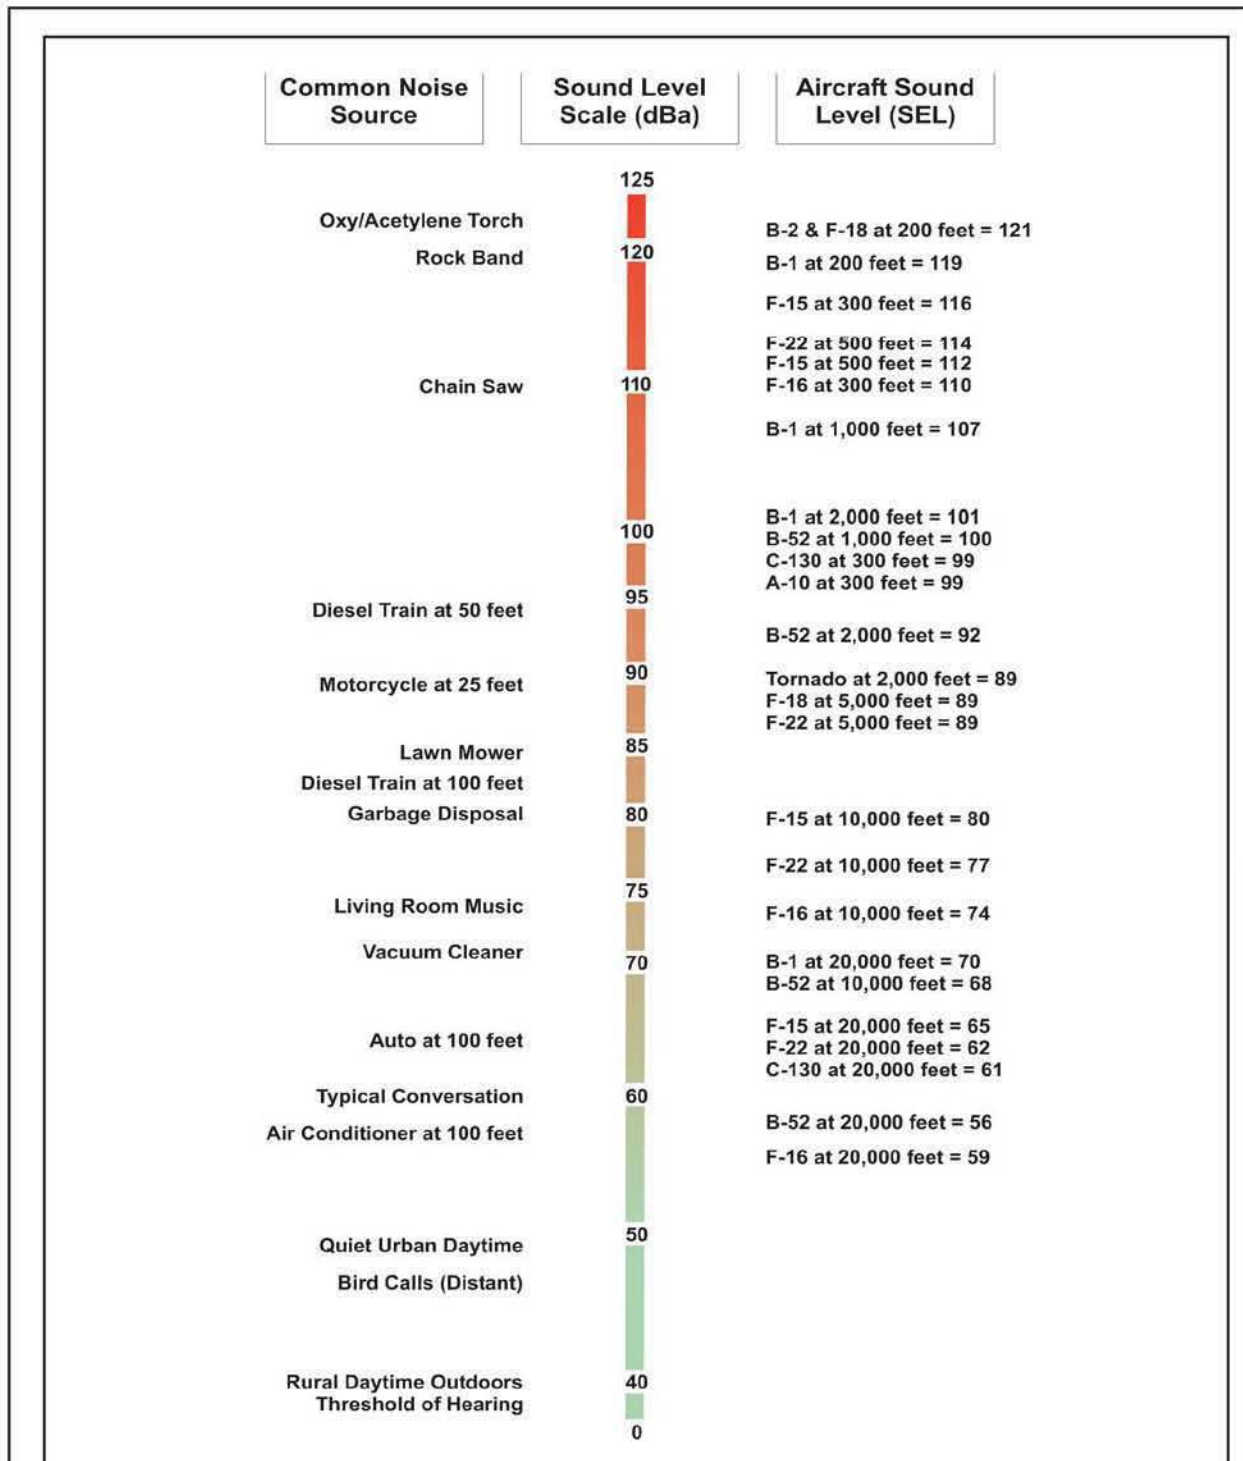 Common Noise
Source
Sound Level
Scale (dBa)
Aircraft Sound
Level (SEL)
125
Oxy/Acetylene Torch
B-2 & F-18 at 200 feet = 121
120
Rock Band
B-1 at 200 feet = 119
F-15 at 300 feet = 116
F-22 at 500 feet = 114
F-15 at 500 feet = 112
Chain Saw
110
F-16 at 300 feet = 110
B-1 at 1,000 feet = 107
B-1 at 2,000 feet = 101
100
B-52 at 1,000 feet = 100
C-130 at 300 feet = 99
A-10 at 300 feet = 99
95
Diesel Train at 50 feet
B-52 at 2,000 feet = 92
90
Motorcycle at 25 feet
Tornado at 2,000 feet = 89
F-18 at 5,000 feet = 89
F-22 at 5,000 feet = 89
85
Lawn Mower
Diesel Train at 100 feet
Garbage Disposal
80
F-15 at 10,000 feet = 80
F-22 at 10,000 feet = 77
75
Living Room Music
F-16 at 10,000 feet = 74
Vacuum Cleaner
70
B-1 at 20,000 feet = 70
B-52 at 10,000 feet = 68
F-15 at 20,000 feet = 65
Auto at 100 feet
F-22 at 20,000 feet = 62
C-130 at 20,000 feet = 61
Typical Conversation
60
B-52 at 20,000 feet = 56
Air Conditioner at 100 feet
F-16 at 20,000 feet = 59
50
Quiet Urban Daytime
Bird Calls (Distant)
Rural Daytime Outdoors
40
Threshold of Hearing
0